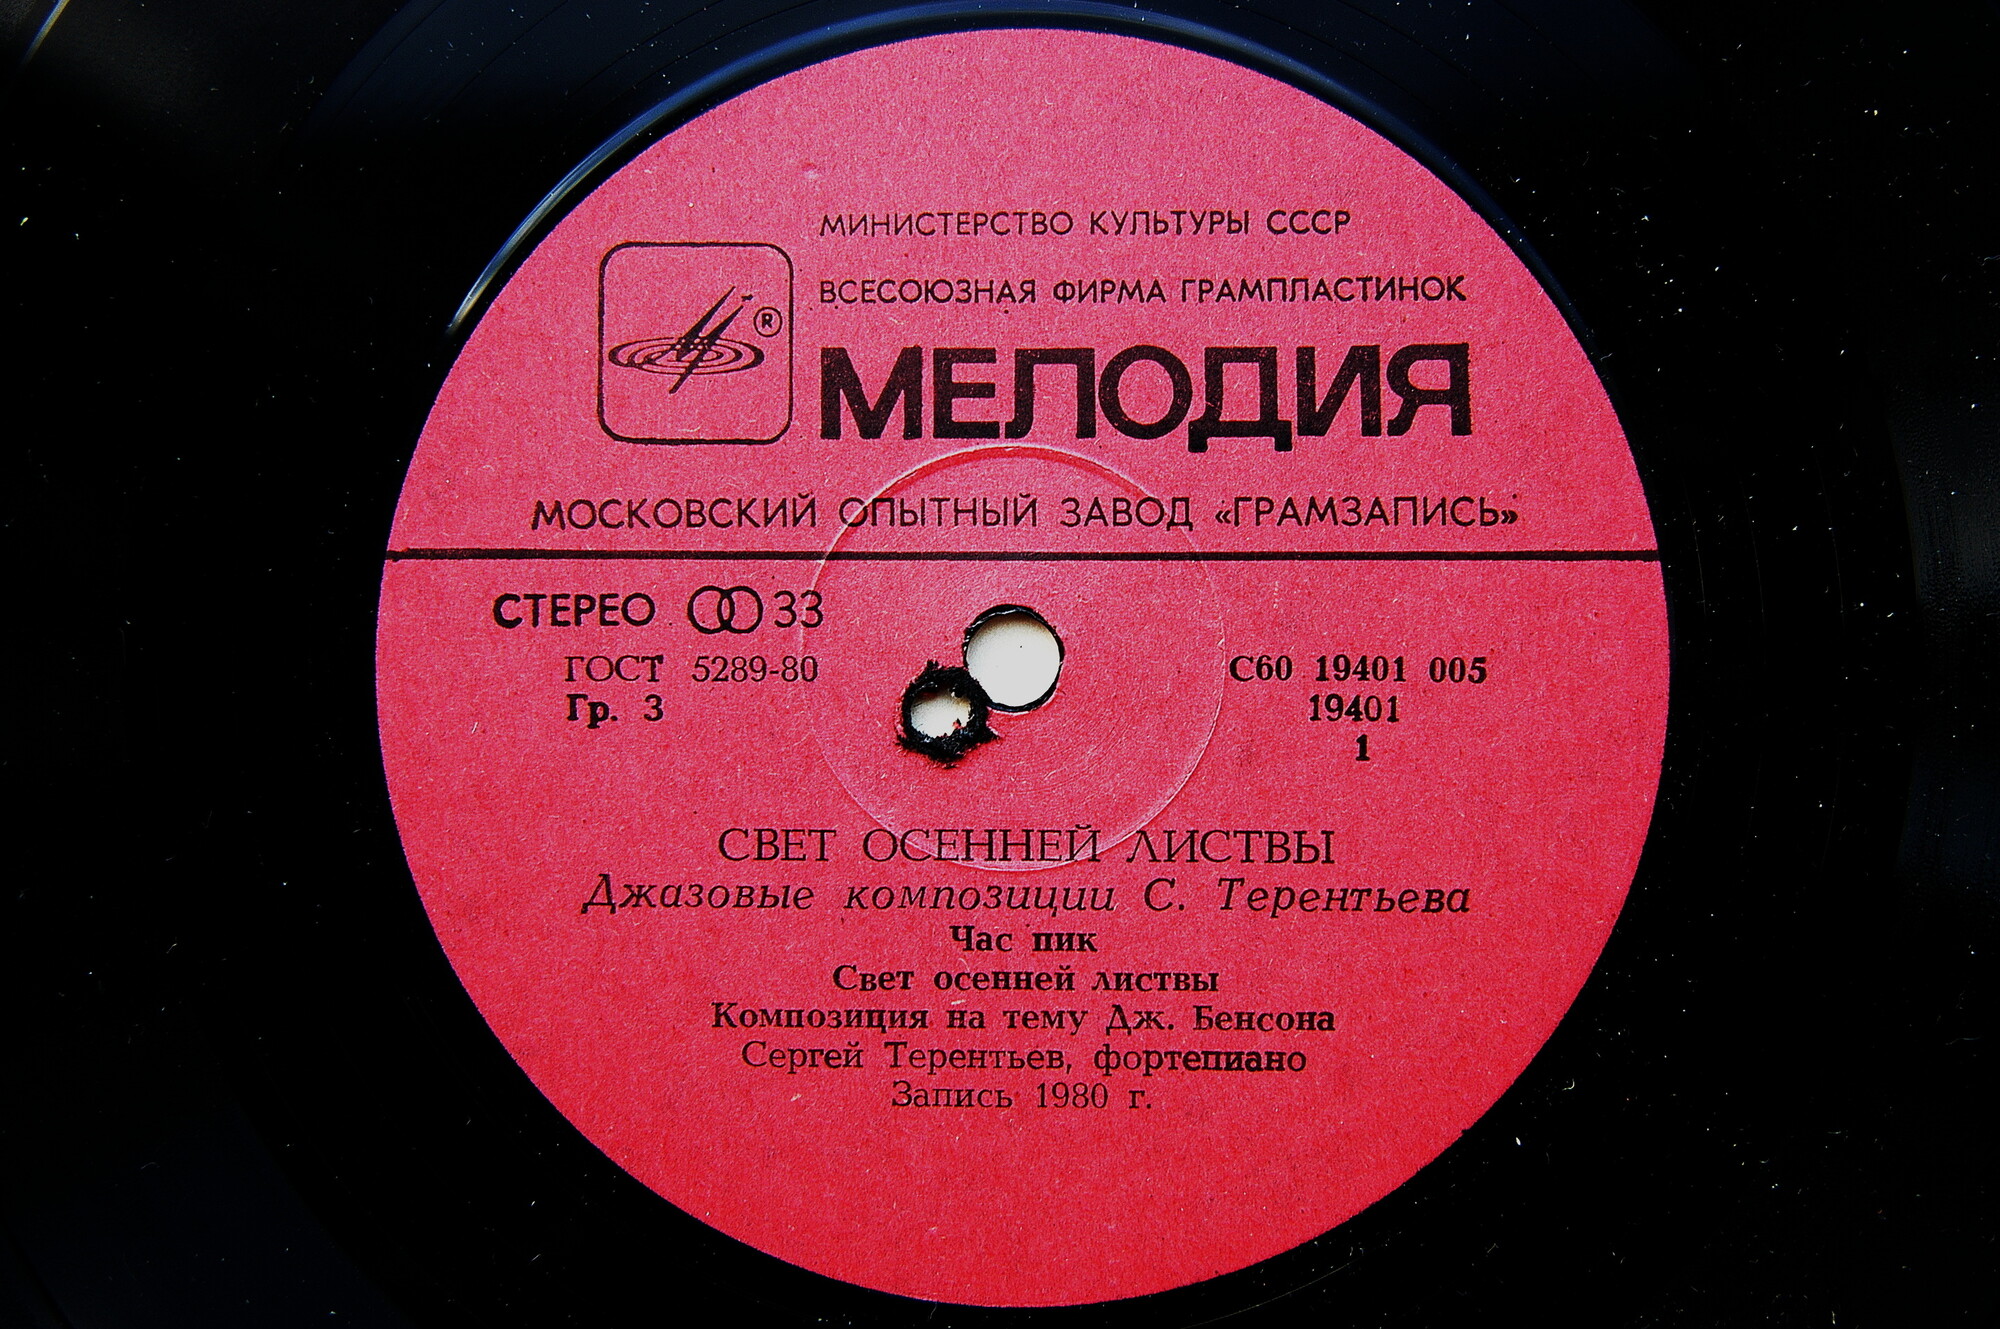 МИНИСТЕРСТВО КУЛЬТУРЫ СССР
ВСЕСОЮЗНАЯ ФИРМА ГРАМПЛАСТИНОК
®
МЕЛОДИЯ
МОСКОВСКИЙ ОПЫТНЫЙ ЗАВОД «ГРАМЗАПИСЬ»
СТЕРЕО 33
ГОСТ 5289-80
Гр. 3
С60 19401 005
19401
1
СВЕТ ОСЕННЕЙ ЛИСТВЫ
Джазовые композиции С. Терентьева
Час пик
Свет осенней листвы
Композиция на тему Дж. Бенсона
Сергей Терентьев, фортепиано
Запись 1980 г.